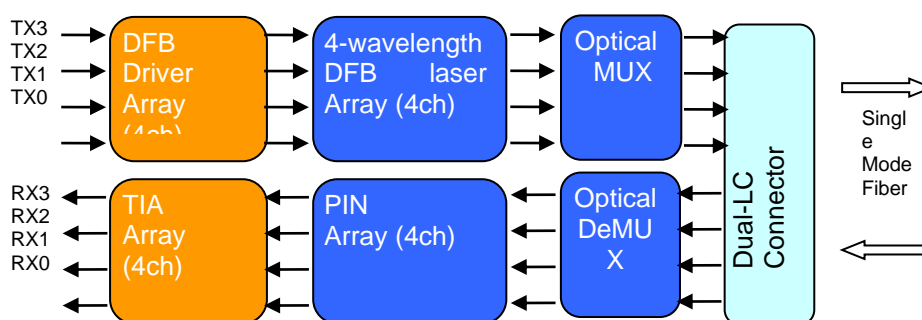 TX3
TX2
TX1
TX0
DFB
Driver
Array
(4ch)
4-wavelength
DFB laser
Array (4ch)
Optical
MUX
Dual-LC
Connector
Singl
e
Mode
Fiber
RX3
RX2
RX1
RX0
TIA
Array
(4ch)
PIN
Array (4ch)
Optical
DeMU
X